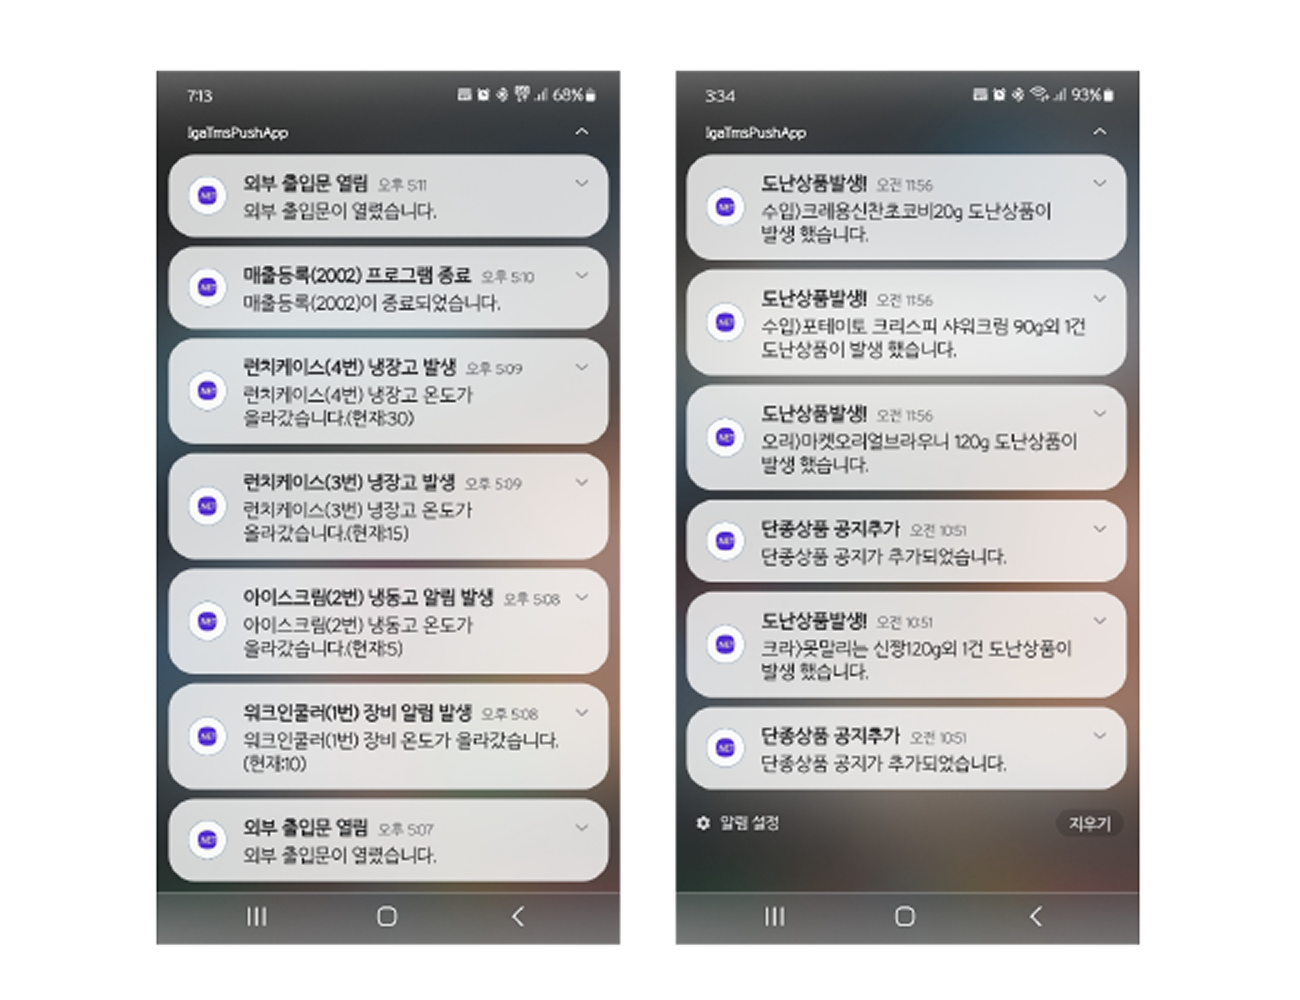 7:13
68%
IgaTmsPushApp
외부 출입문 열림 오후 5:11
외부 출입문이 열렸습니다.
매출등록(2002) 프로그램 종료 오후 5:10
매출등록(2002)이 종료되었습니다.
런치케이스(4번) 냉장고 발생 오후 5:09
런치케이스(4번) 냉장고 온도가
올라갔습니다.(현재:30)
런치케이스(3번) 냉장고 발생 오후 5:09
런치케이스(3번) 냉장고 온도가
올라갔습니다.(현재:15)
아이스크림(2번) 냉동고 알림 발생 오후 5:08
아이스크림(2번) 냉동고 온도가
올라갔습니다.(현재:5)
워크인쿨러(1번) 장비 알림 발생 오후 5:08
워크인쿨러(1번) 장비 온도가 올라갔습니다.
(현재:10)
외부 출입문 열림 오후 5:07
외부 출입문이 열렸습니다.
3:34
93%
IgaTmsPushApp
도난상품발생! 오전 11:56
수입)크레용신찬초코비20g 도난상품이
발생 했습니다.
도난상품발생! 오전 11:56
수입)포테이토 크리스피 샤워크림 90g외 1건
도난상품이 발생 했습니다.
도난상품발생! 오전 11:56
오리)마켓오리얼브라우니 120g 도난상품이
발생 했습니다.
단종상품 공지추가 오전 10:51
단종상품 공지가 추가되었습니다.
도난상품발생! 오전 10:51
크라)못말리는 신짱120g외 1건 도난상품이
발생 했습니다.
단종상품 공지추가 오전 10:51
단종상품 공지가 추가되었습니다.
알림 설정
지우기